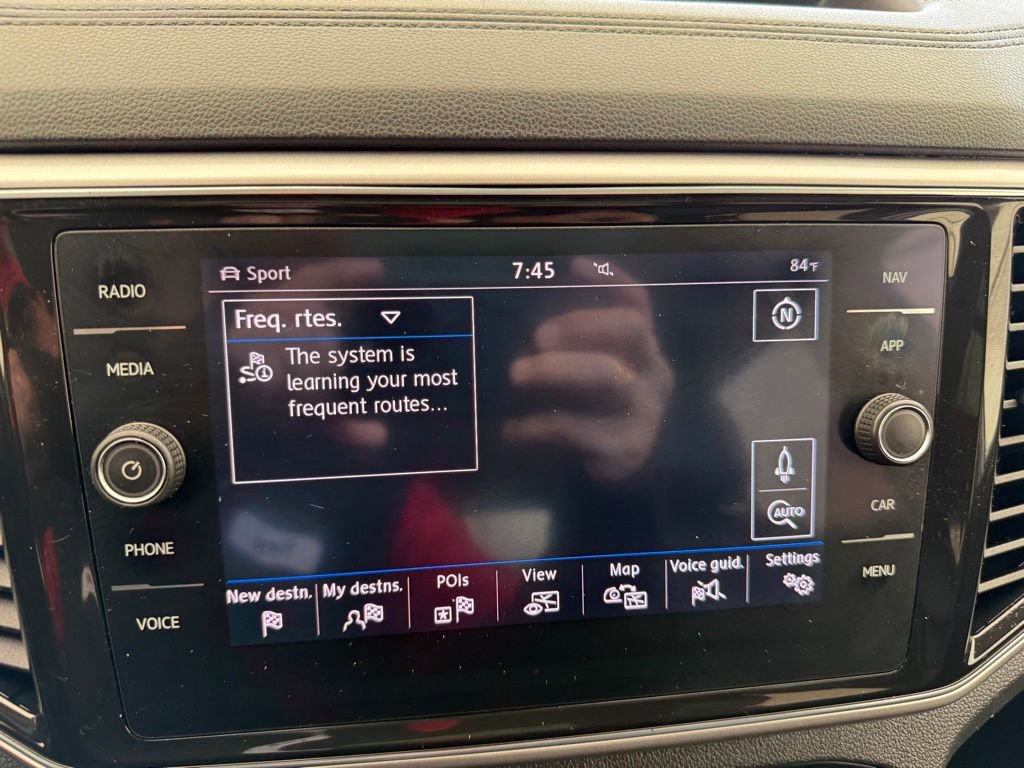 RADIO
MEDIA
PHONE
VOICE
Sport
7:45
84°F
Freq. rtes.
The system is
learning your most
frequent routes...
N
AUTO
New destn.
My destns.
POIs
View
Map
Voice guid.
Settings
NAV
APP
CAR
MENU